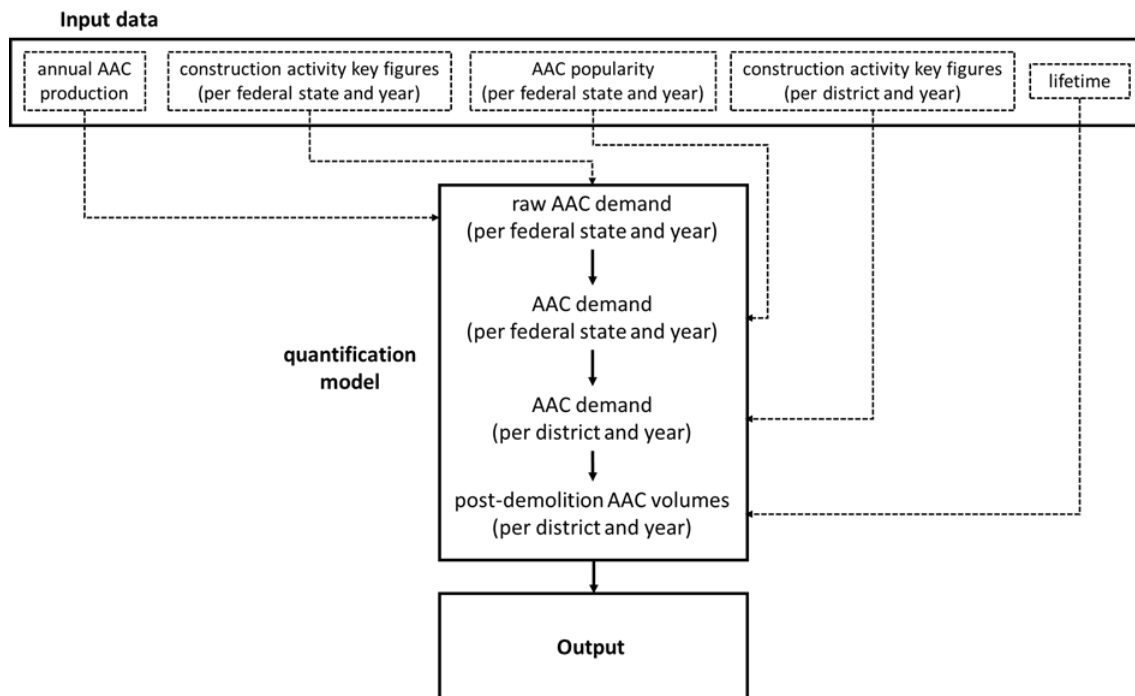 Input data
annual AAC
production
construction activity key figures
(per federal state and year)
AAC popularity
(per federal state and year)
construction activity key figures
(per district and year)
lifetime
raw AAC demand
(per federal state and year)
AAC demand
(per federal state and year)
quantification
model
AAC demand
(per district and year)
post-demolition AAC volumes
(per district and year)
Output